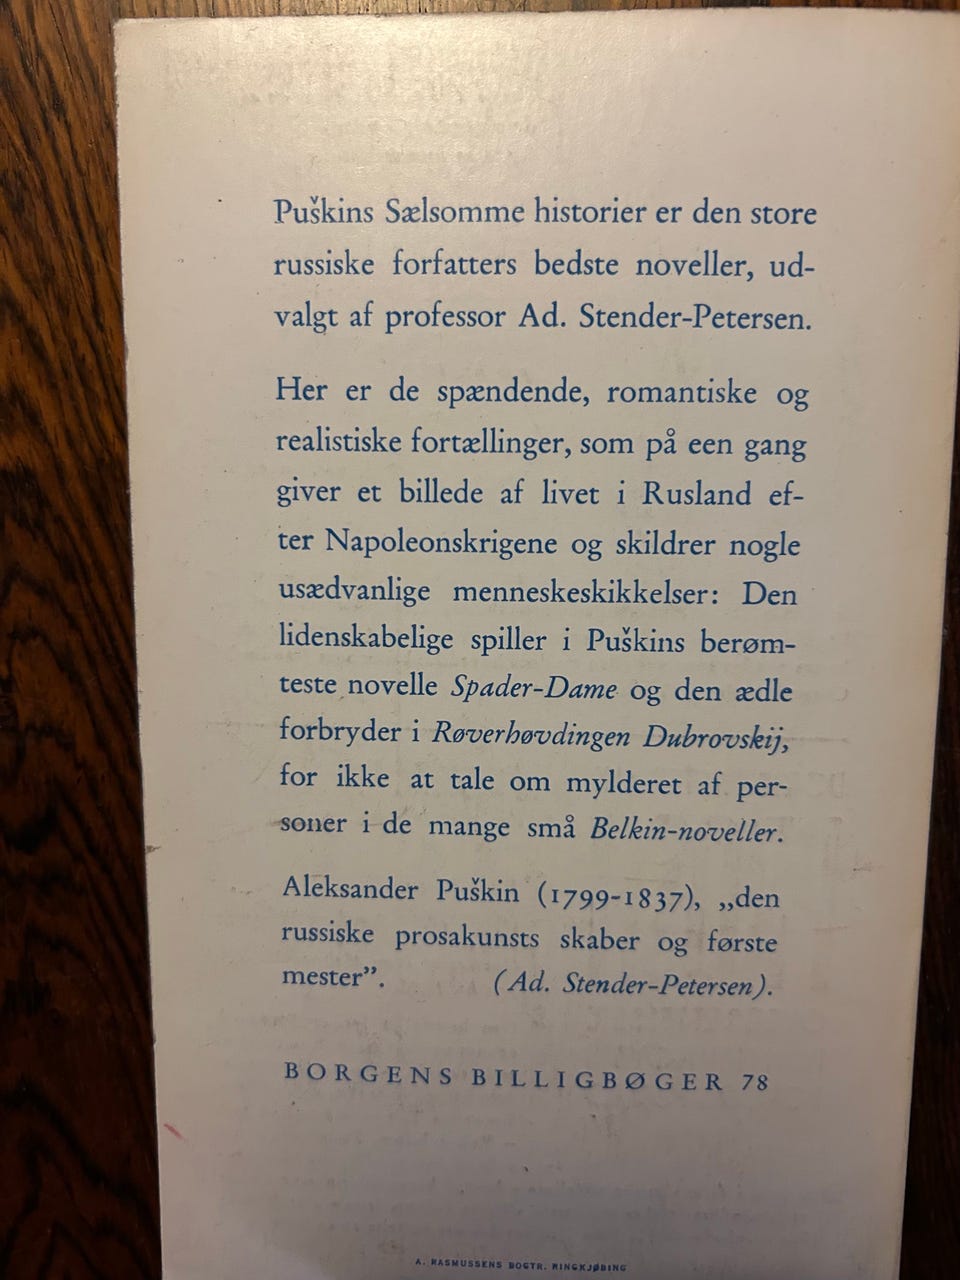 Puškins Sælsomme historier er den store
russiske forfatters bedste noveller, ud-
valgt af professor Ad. Stender-Petersen.
Her er de spændende, romantiske og
realistiske fortællinger, som på een gang
giver et billede af livet i Rusland ef-
ter Napoleonskrigene og skildrer nogle
usædvanlige menneskeskikkelser: Den
lidenskabelige spiller i Puškins berøm-
teste novelle Spader-Dame og den ædle
forbryder i Røverhøvdingen Dubrovskij,
for ikke at tale om mylderet af per-
soner i de mange små Belkin-noveller.
Aleksander Puškin (1799-1837), „den
russiske prosakunsts skaber og første
mester”. (Ad. Stender-Petersen).
BORGENS BILLIGBØGER 78
A. RASMUSSENS BOGTR. RINGKJØBING